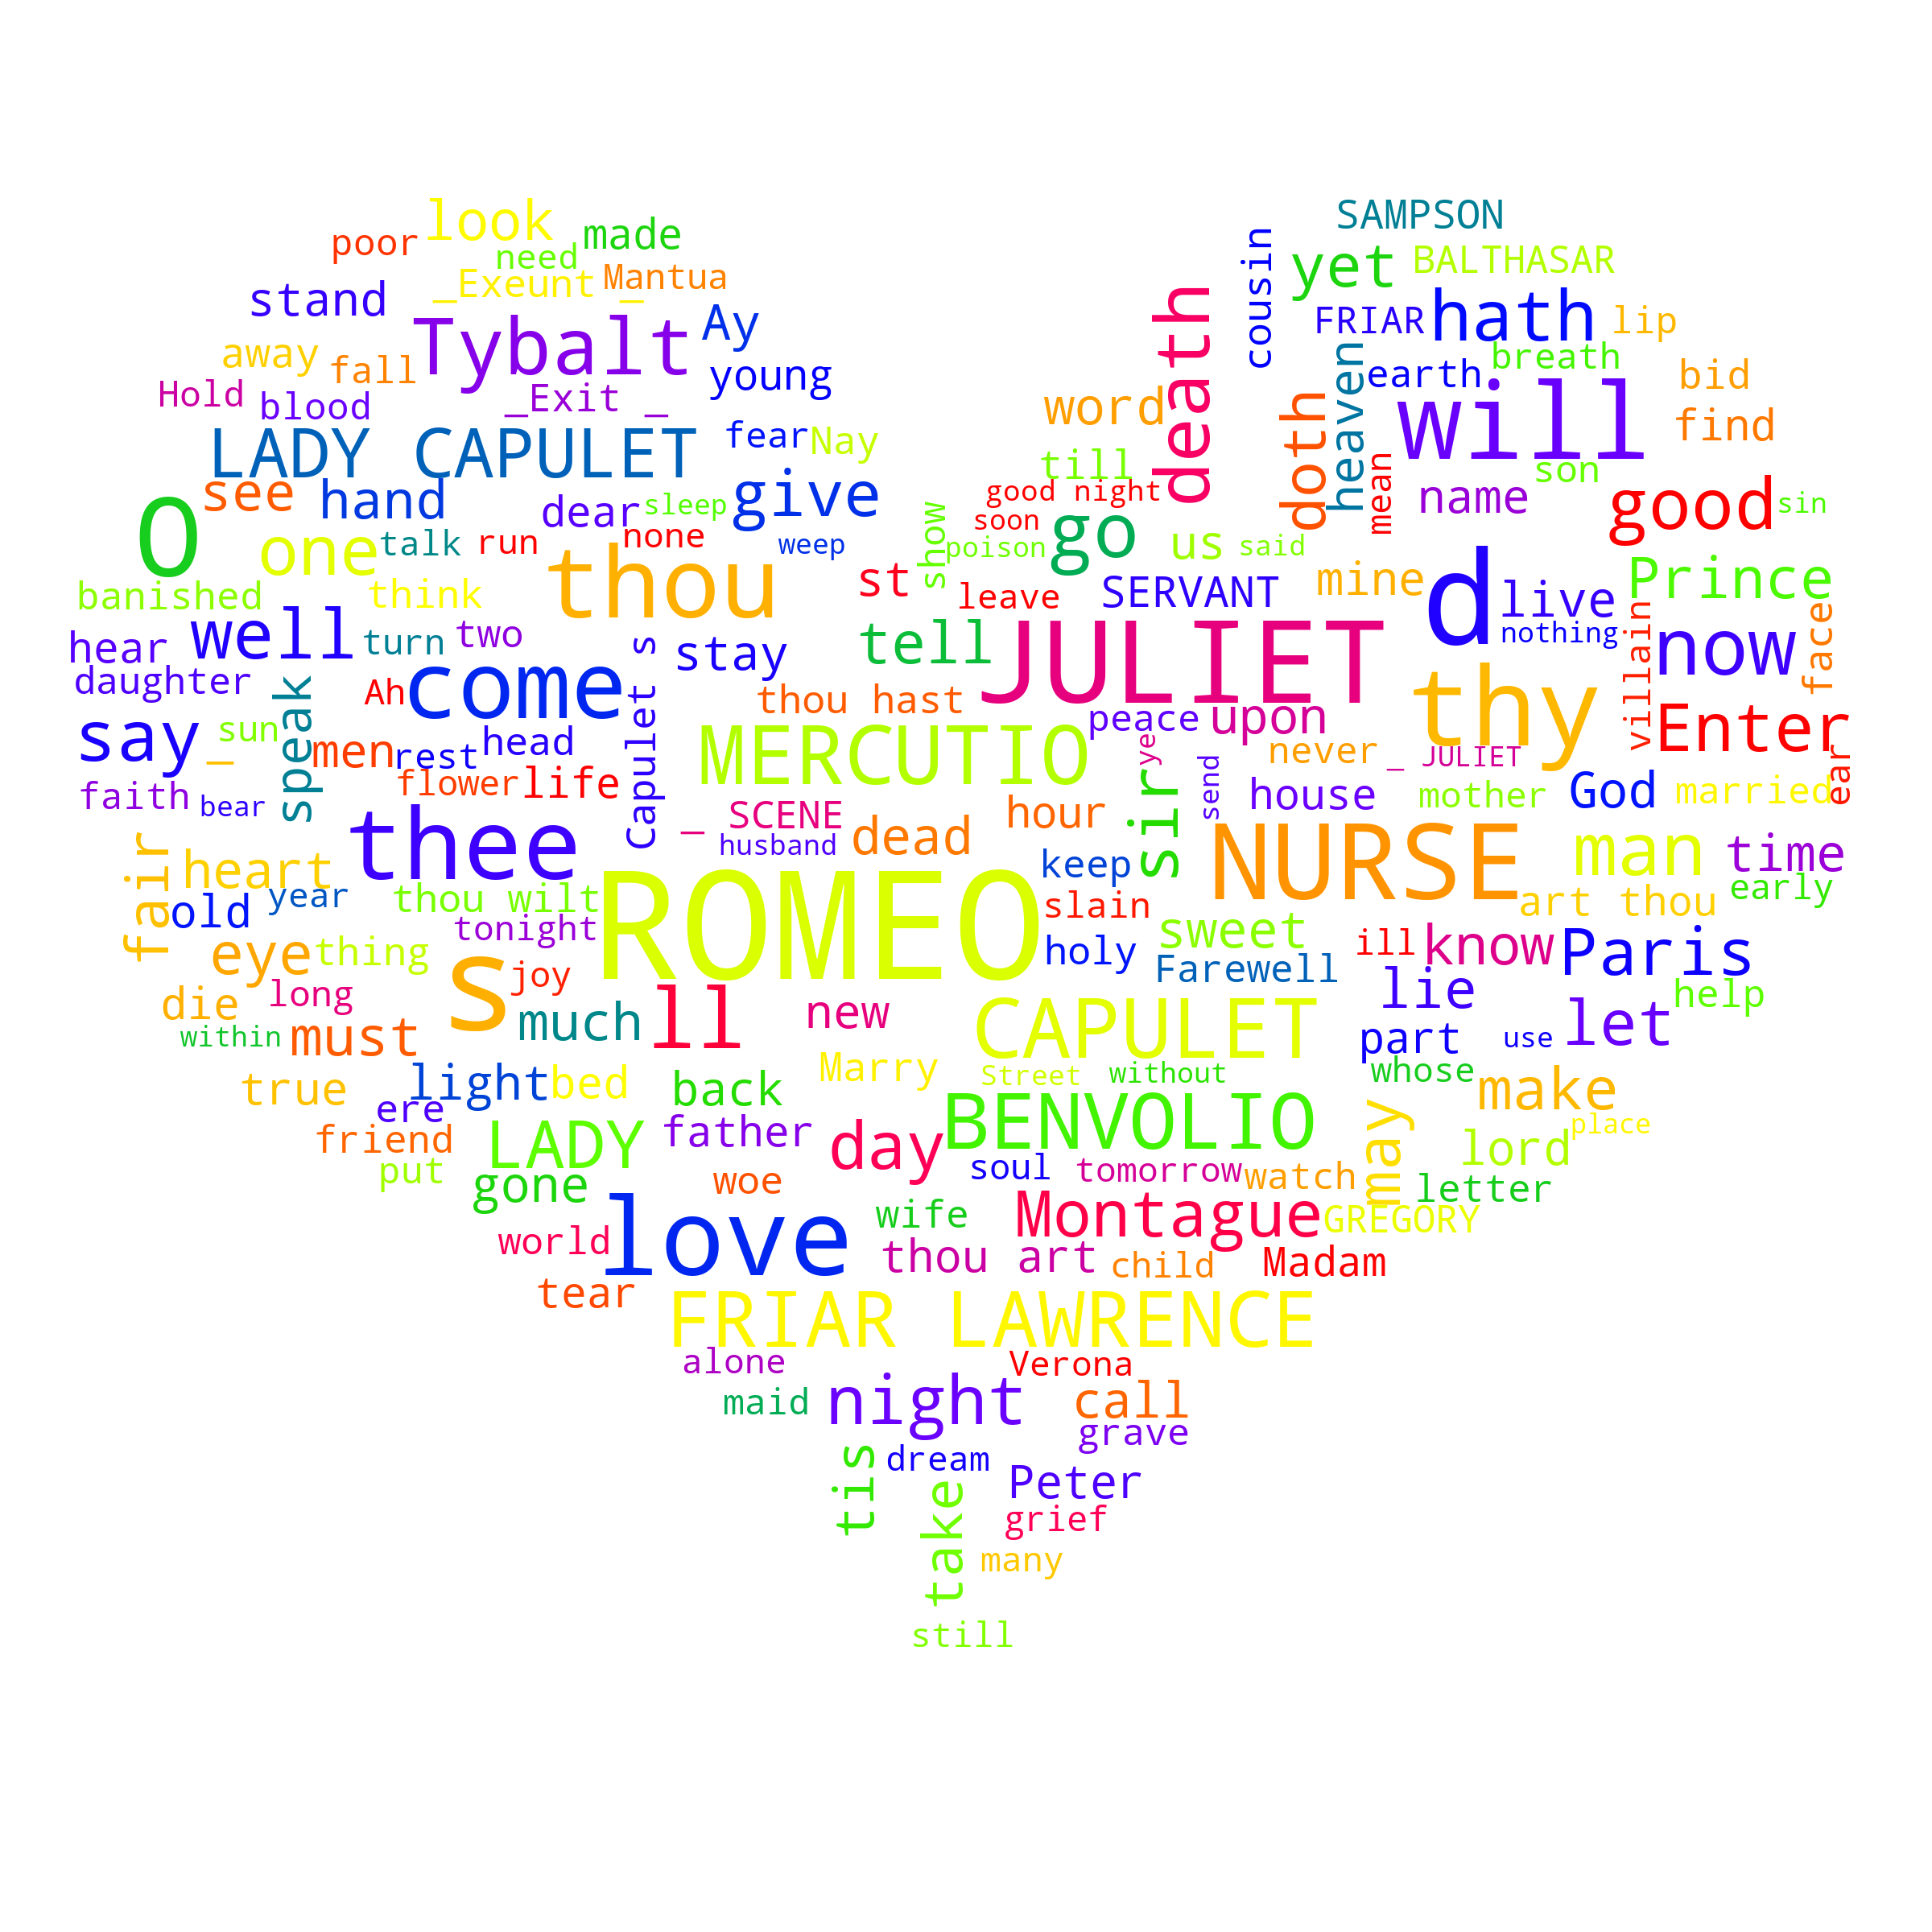 look
SAMPSON
poor
made
need
cousin
yet
BALTHASAR
_Exeunt _
Mantua
stand
Tybalt
Ay
death
FRIAR
hath
lip
away
fall
young
heaven
earth
breath
bid
Hold
blood
_Exit _
word
doth
will
find
LADY CAPULET
fear
Nay
till
mean
son
see
hand
dear
sleep
give
good night
name
good
sin
O
one
talk
run
none
weep
show
soon
poison
go
us
said
thou
banished
think
st
leave
SERVANT
mine
d
live
Prince
hear
well
turn
two
capulet s
stay
tell
JULIET
nothing
villain
now
face
daughter
speak
Ah
come
thou hast
thy
say
sun
_
men
rest
head
MERCUTIO
peace
upon
ye
never
_ JULIET
Enter
ear
faith
bear
flower
life
sir
send
house
mother
God
married
thee
_ SCENE
husband
dead
hour
NURSE
man
time
fair
heart
year
thou wilt
ROMEO
keep
art thou
early
old
tonight
slain
sweet
eye
thing
s
joy
holy
Farewell
ill
know
Paris
die
long
much
ll
new
CAPULET
lie
help
within
must
part
use
let
true
light
bed
back
Marry
Street
without
whose
make
ere
BENVOLIO
may
place
friend
LADY
father
day
lord
put
gone
woe
soul
tomorrow
watch
letter
love
wife
Montague
GREGORY
world
thou art
child
Madam
tear
FRIAR LAWRENCE
alone
Verona
maid
night
call
grave
tis
dream
take
Peter
grief
many
still